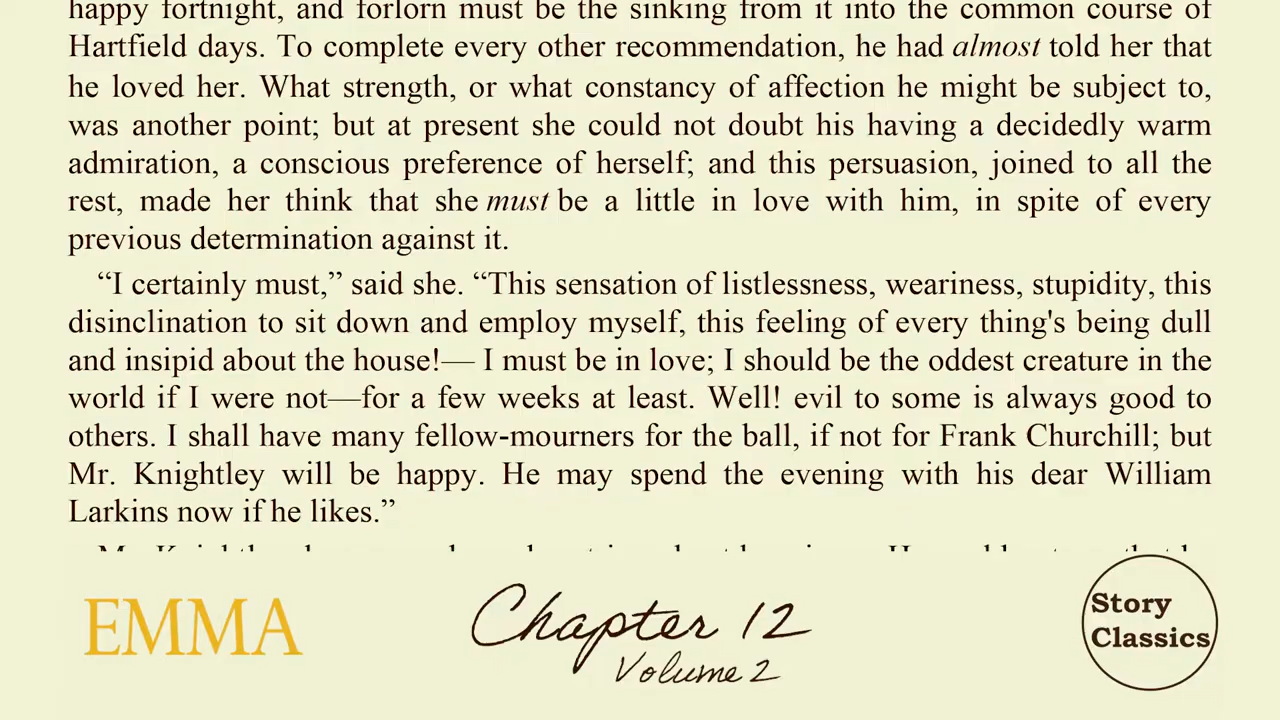 happy fortnight, and forlorn must be the sinking from it into the common course of
Hartfield days. To complete every other recommendation, he had almost told her that
he loved her. What strength, or what constancy of affection he might be subject to,
was another point; but at present she could not doubt his having a decidedly warm
admiration, a conscious preference of herself; and this persuasion, joined to all the
rest, made her think that she must be a little in love with him, in spite of every
previous determination against it.
“I certainly must,” said she. “This sensation of listlessness, weariness, stupidity, this
disinclination to sit down and employ myself, this feeling of every thing's being dull
and insipid about the house!— I must be in love; I should be the oddest creature in the
world if I were not—for a few weeks at least. Well! evil to some is always good to
others. I shall have many fellow-mourners for the ball, if not for Frank Churchill; but
Mr. Knightley will be happy. He may spend the evening with his dear William
Larkins now if he likes.”
EMMA
Chapter 12
Volume 2
Story
Classics